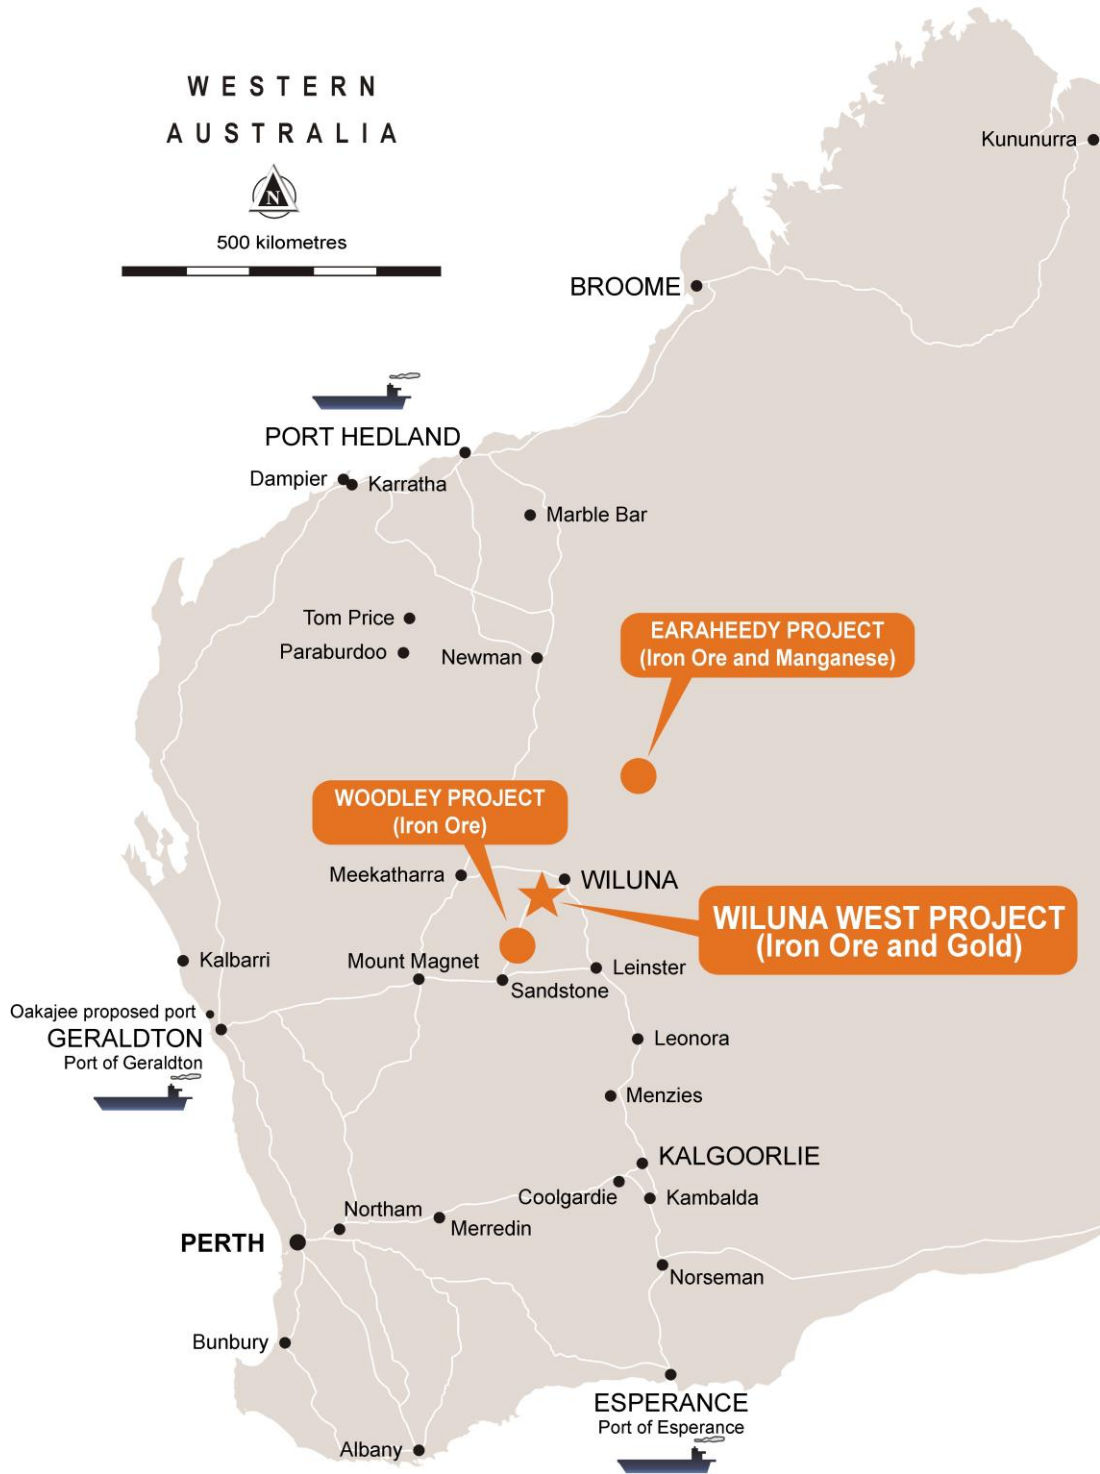 WESTERN
AUSTRALIA
N
500 kilometres
Kununurra
BROOME
PORT HEDLAND
Dampier
Karratha
Marble Bar
Tom Price
Paraburdoo
Newman
EARAHEEDY PROJECT
(Iron Ore and Manganese)
WOODLEY PROJECT
(Iron Ore)
Meekatharra
WILUNA
WILUNA WEST PROJECT
(Iron Ore and Gold)
Kalbarri
Mount Magnet
Sandstone
Leinster
Oakajee proposed port
GERALDTON
Port of Geraldton
Leonora
Menzies
KALGOORLIE
Coolgardie
Kambalda
Northam
Merredin
PERTH
Norseman
Bunbury
ESPERANCE
Port of Esperance
Albany